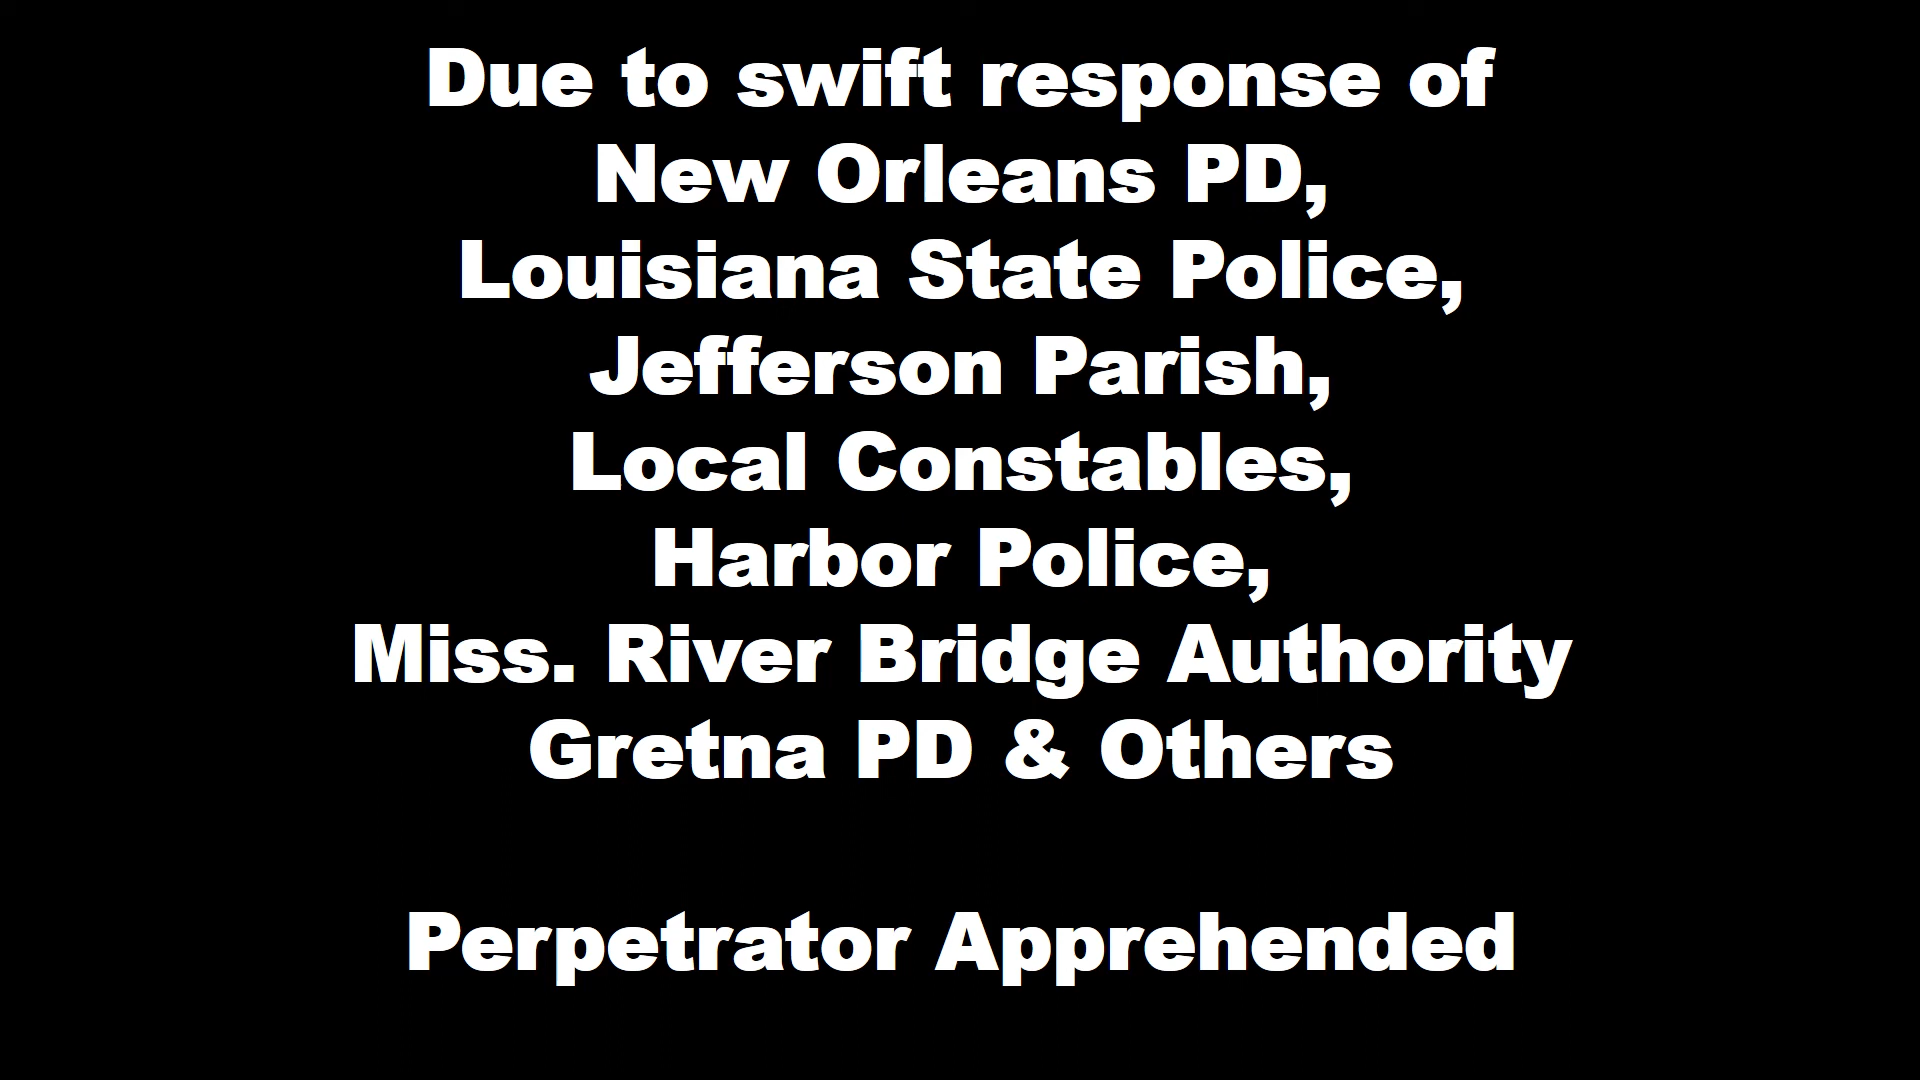 Due to swift response of
New Orleans PD,
Louisiana State Police,
Jefferson Parish,
Local Constables,
Harbor Police,
Miss. River Bridge Authority
Gretna PD & Others
Perpetrator Apprehended